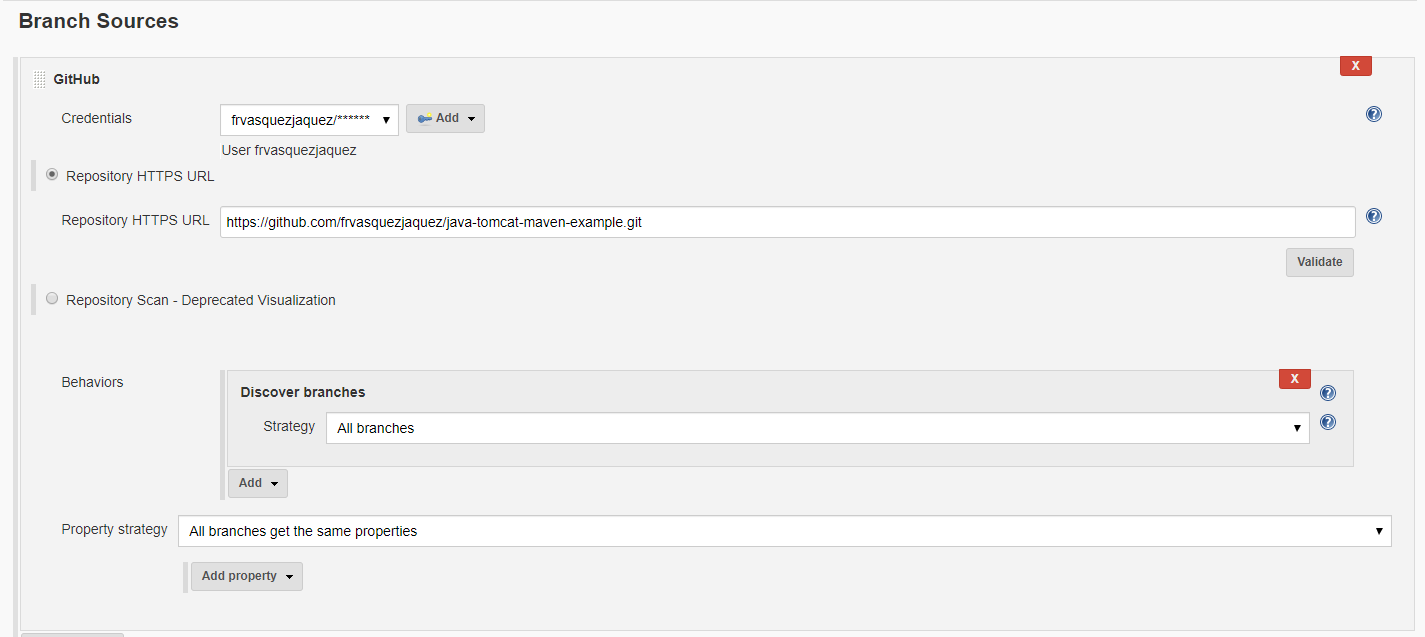 Branch Sources
X
GitHub
Credentials
frvasquezjaquez/******
Add
?
User frvasquezjaquez
Repository HTTPS URL
Repository HTTPS URL
https://github.com/frvasquezjaquez/java-tomcat-maven-example.git
?
Validate
Repository Scan - Deprecated Visualization
Behaviors
X
Discover branches
?
Strategy
All branches
?
Add
Property strategy
All branches get the same properties
Add property